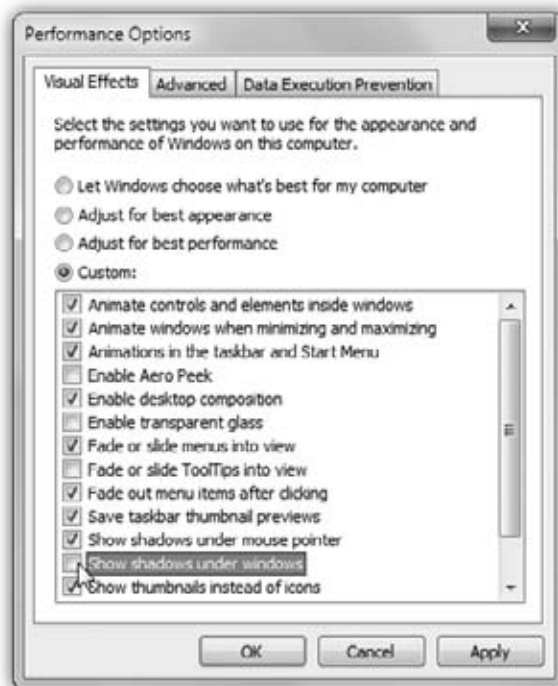 Performance Options
Visual Effects Advanced Data Execution Prevention
Select the settings you want to use for the appearance and
performance of Windows on this computer.
Let Windows choose what's best for my computer
Adjust for best appearance
Adjust for best performance
Custom:
Animate controls and elements inside windows
Animate windows when minimizing and maximizing
Animations in the taskbar and Start Menu
Enable Aero Peek
Enable desktop composition
Enable transparent glass
Fade or slide menus into view
Fade or slide ToolTips into view
Fade out menu items after clicking
Save taskbar thumbnail previews
Show shadows under mouse pointer
Show shadows under windows
Show thumbnails instead of icons
OK Cancel Apply